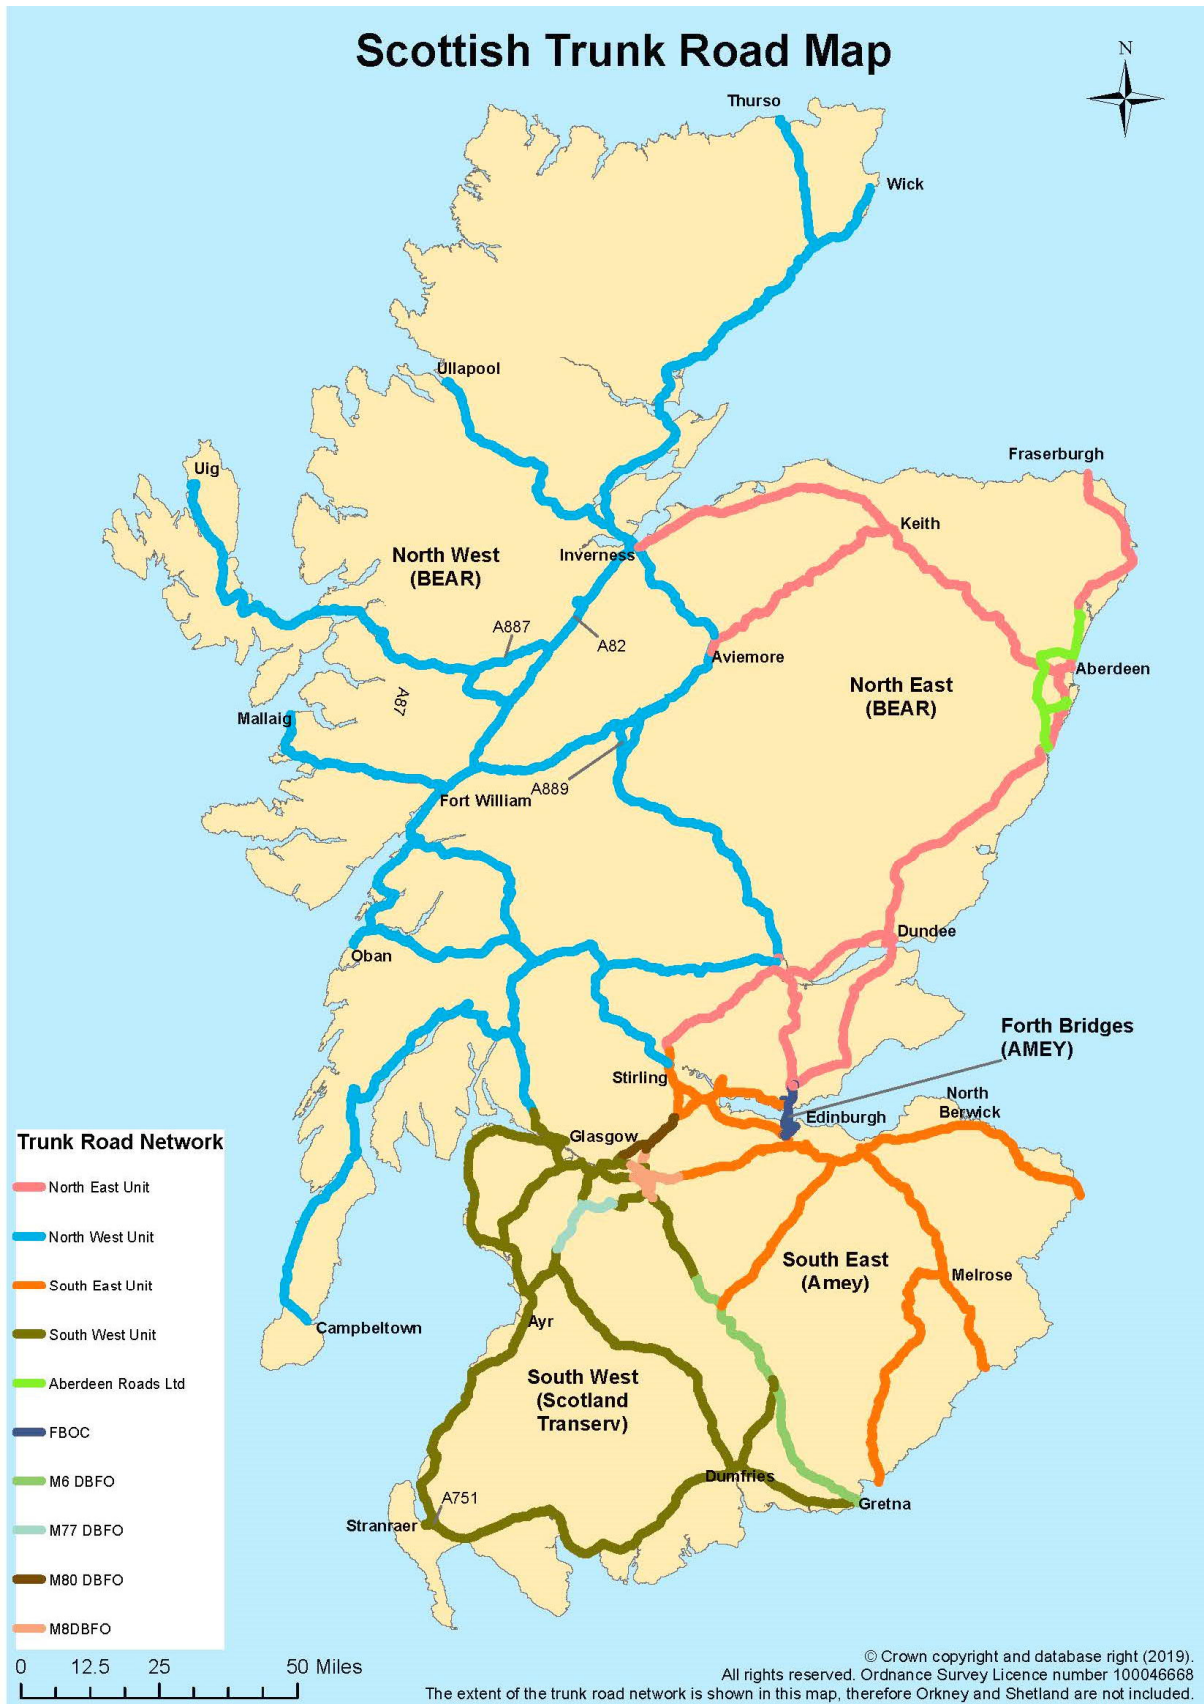 Scottish Trunk Road Map
N
Thurso
Wick
Ullapool
Fraserburgh
Uig
Keith
North West
(BEAR)
Inverness
A887
A82
Aviemore
Aberdeen
North East
(BEAR)
A87
Mallaig
A889
Fort William
Dundee
Oban
Forth Bridges
(AMEY)
Stirling
North
Berwick
Edinburgh
Glasgow
South East
(Amey)
Melrose
Campbeltown
Ayr
South West
(Scotland
Transerv)
Dumfries
A751
Gretna
Stranraer
Trunk Road Network
North East Unit
North West Unit
South East Unit
South West Unit
Aberdeen Roads Ltd
FBOC
M6 DBFO
M77 DBFO
M80 DBFO
M8DBFO
0 12.5 25 50 Miles
© Crown copyright and database right (2019).
All rights reserved. Ordnance Survey Licence number 100046668
The extent of the trunk road network is shown in this map, therefore Orkney and Shetland are not included.